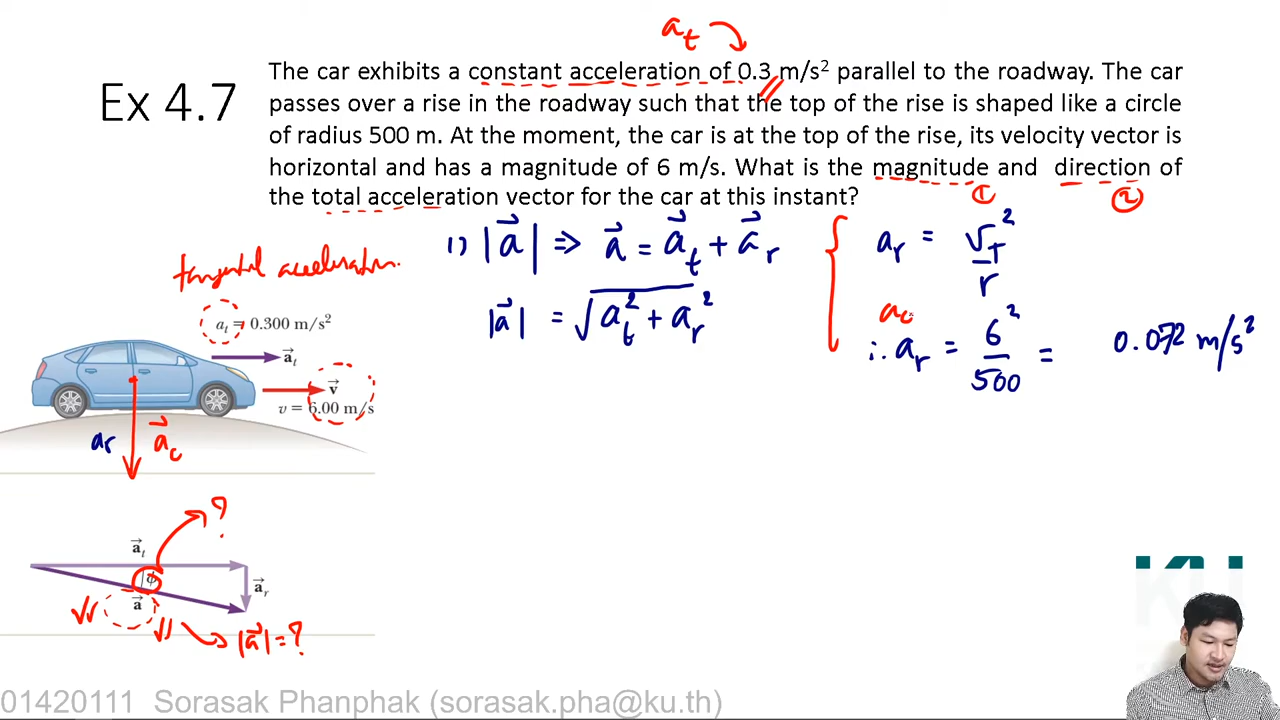 a_t
Ex 4.7
The car exhibits a constant acceleration of 0.3 m/s² parallel to the roadway. The car
passes over a rise in the roadway such that the top of the rise is shaped like a circle
of radius 500 m. At the moment, the car is at the top of the rise, its velocity vector is
horizontal and has a magnitude of 6 m/s. What is the magnitude and direction of
the total acceleration vector for the car at this instant?
① ②
1) |a⃗| ⇒ a⃗ = a⃗_t + a⃗_r
a_r = v_T² / r
tangential acceleration.
|a⃗| = √(a_t² + a_r²)
a_c
∴ a_r = 6² / 500 = 0.072 m/s²
a_t = 0.300 m/s²
a⃗_t
v⃗
v = 6.00 m/s
a_r a⃗_c
?
a⃗_t
ϕ
a⃗_r
a⃗
|a⃗| = ?
KU
01420111 Sorasak Phanphak (sorasak.pha@ku.th)